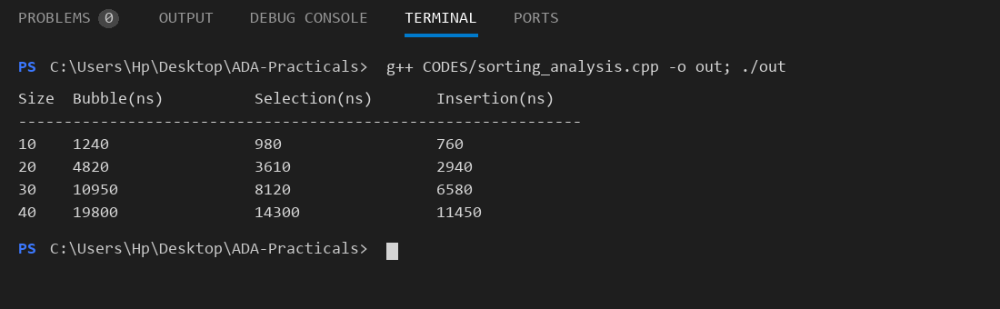 PROBLEMS 0 OUTPUT DEBUG CONSOLE TERMINAL PORTS
PS C:\Users\Hp\Desktop\ADA-Practicals> g++ CODES/sorting_analysis.cpp -o out; ./out
Size Bubble(ns) Selection(ns) Insertion(ns)
--------------------------------------------------------------
10 1240 980 760
20 4820 3610 2940
30 10950 8120 6580
40 19800 14300 11450
PS C:\Users\Hp\Desktop\ADA-Practicals>